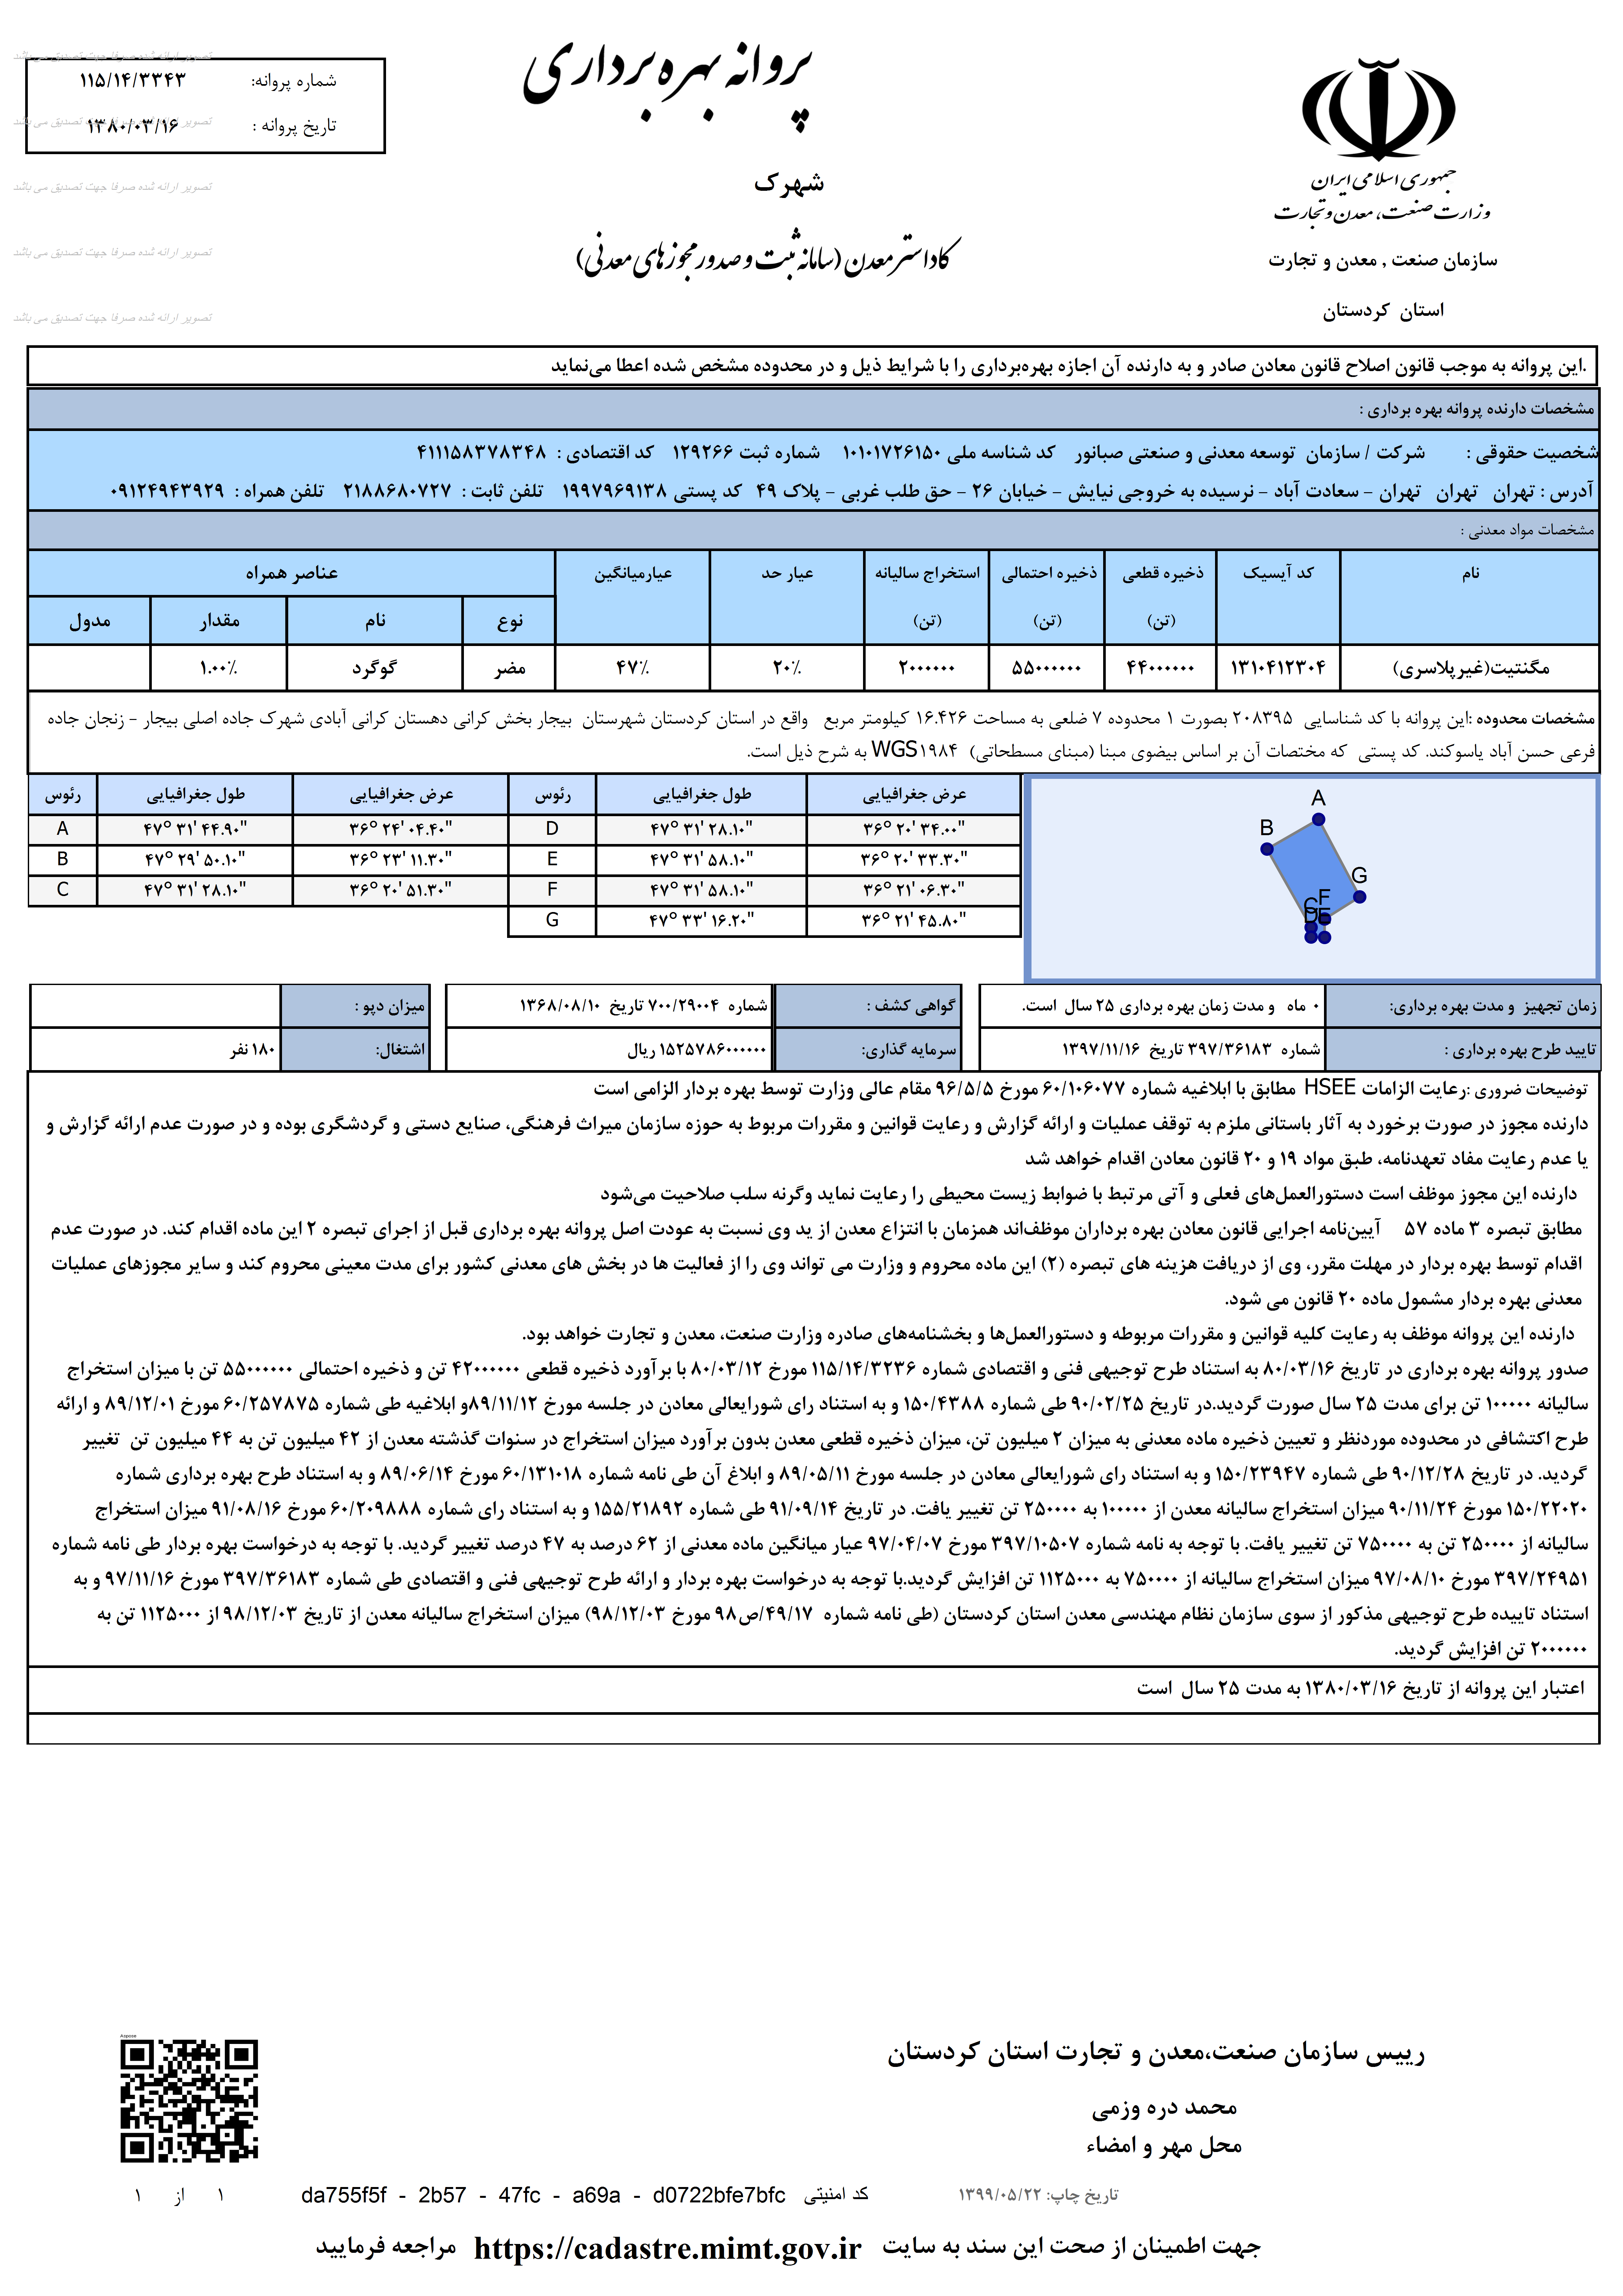 تصویر ارائه شده صرفا جهت تصدیق می باشد
شماره پروانه: ۱۱۵/۱۴/۳۳۴۳
تصویر ارائه شده صرفا جهت تصدیق می باشد
تاریخ پروانه : ۱۳۸۰/۰۳/۱۶
تصویر ارائه شده صرفا جهت تصدیق می باشد
تصویر ارائه شده صرفا جهت تصدیق می باشد
تصویر ارائه شده صرفا جهت تصدیق می باشد
پروانه بهره برداری
شهرک
کاداستر معدن (سامانه ثبت و صدور مجوزهای معدنی)
جمهوری اسلامی ایران
وزارت صنعت، معدن و تجارت
سازمان صنعت , معدن و تجارت
استان کردستان
.این پروانه به موجب قانون اصلاح قانون معادن صادر و به دارنده آن اجازه بهره‌برداری را با شرایط ذیل و در محدوده مشخص شده اعطا می‌نماید
مشخصات دارنده پروانه بهره برداری :
شخصیت حقوقی : شرکت / سازمان توسعه معدنی و صنعتی صبانور کد شناسه ملی ۱۰۱۰۱۷۲۶۱۵۰ شماره ثبت ۱۲۹۲۶۶ کد اقتصادی : ۴۱۱۱۵۸۳۷۸۳۴۸
آدرس : تهران تهران تهران - سعادت آباد - نرسیده به خروجی نیایش - خیابان ۲۶ - حق طلب غربی - پلاک ۴۹ کد پستی ۱۹۹۷۹۶۹۱۳۸ تلفن ثابت : ۲۱۸۸۶۸۰۷۲۷ تلفن همراه : ۰۹۱۲۴۹۴۳۹۲۹
مشخصات مواد معدنی :
نام کد آیسیک ذخیره قطعی (تن) ذخیره احتمالی (تن) استخراج سالیانه (تن) عیار حد عیارمیانگین عناصر همراه
نوع نام مقدار مدول
مگنتیت(غیرپلاسری) ۱۳۱۰۴۱۲۳۰۴ ۴۴۰۰۰۰۰۰ ۵۵۰۰۰۰۰۰ ۲۰۰۰۰۰۰ ۲۰٪ ۴۷٪ مضر گوگرد ۱.۰۰٪
مشخصات محدوده :این پروانه با کد شناسایی ۲۰۸۳۹۵ بصورت ۱ محدوده ۷ ضلعی به مساحت ۱۶.۴۲۶ کیلومتر مربع واقع در استان کردستان شهرستان بیجار بخش کرانی دهستان کرانی آبادی شهرک جاده اصلی بیجار - زنجان جاده
فرعی حسن آباد یاسوکند. کد پستی که مختصات آن بر اساس بیضوی مبنا (مبنای مسطحاتی) WGS۱۹۸۴ به شرح ذیل است.
رئوس طول جغرافیایی عرض جغرافیایی رئوس طول جغرافیایی عرض جغرافیایی
A ۴۷° ۳۱' ۴۴.۹۰" ۳۶° ۲۴' ۰۴.۴۰" D ۴۷° ۳۱' ۲۸.۱۰" ۳۶° ۲۰' ۳۴.۰۰"
B ۴۷° ۲۹' ۵۰.۱۰" ۳۶° ۲۳' ۱۱.۳۰" E ۴۷° ۳۱' ۵۸.۱۰" ۳۶° ۲۰' ۳۳.۳۰"
C ۴۷° ۳۱' ۲۸.۱۰" ۳۶° ۲۰' ۵۱.۳۰" F ۴۷° ۳۱' ۵۸.۱۰" ۳۶° ۲۱' ۰۶.۳۰"
G ۴۷° ۳۳' ۱۶.۲۰" ۳۶° ۲۱' ۴۵.۸۰"
A
B
G
F
C
D E
زمان تجهیز و مدت بهره برداری: ۰ ماه و مدت زمان بهره برداری ۲۵ سال است. گواهی کشف : شماره ۷۰۰/۲۹۰۰۴ تاریخ ۱۳۶۸/۰۸/۱۰ میزان دپو :
تایید طرح بهره برداری : شماره ۳۹۷/۳۶۱۸۳ تاریخ ۱۳۹۷/۱۱/۱۶ سرمایه گذاری: ۱۵۲۵۷۸۶۰۰۰۰۰۰ ریال اشتغال: ۱۸۰ نفر
توضیحات ضروری :رعایت الزامات HSEE مطابق با ابلاغیه شماره ۶۰/۱۰۶۰۷۷ مورخ ۹۶/۵/۵ مقام عالی وزارت توسط بهره بردار الزامی است
دارنده مجوز در صورت برخورد به آثار باستانی ملزم به توقف عملیات و ارائه گزارش و رعایت قوانین و مقررات مربوط به حوزه سازمان میراث فرهنگی، صنایع دستی و گردشگری بوده و در صورت عدم ارائه گزارش و
یا عدم رعایت مفاد تعهدنامه، طبق مواد ۱۹ و ۲۰ قانون معادن اقدام خواهد شد
دارنده این مجوز موظف است دستورالعمل‌های فعلی و آتی مرتبط با ضوابط زیست محیطی را رعایت نماید وگرنه سلب صلاحیت می‌شود
مطابق تبصره ۳ ماده ۵۷ آیین‌نامه اجرایی قانون معادن بهره برداران موظف‌اند همزمان با انتزاع معدن از ید وی نسبت به عودت اصل پروانه بهره برداری قبل از اجرای تبصره ۲ این ماده اقدام کند. در صورت عدم
اقدام توسط بهره بردار در مهلت مقرر، وی از دریافت هزینه های تبصره (۲) این ماده محروم و وزارت می تواند وی را از فعالیت ها در بخش های معدنی کشور برای مدت معینی محروم کند و سایر مجوزهای عملیات
معدنی بهره بردار مشمول ماده ۲۰ قانون می شود.
دارنده این پروانه موظف به رعایت کلیه قوانین و مقررات مربوطه و دستورالعمل‌ها و بخشنامه‌های صادره وزارت صنعت، معدن و تجارت خواهد بود.
صدور پروانه بهره برداری در تاریخ ۸۰/۰۳/۱۶ به استناد طرح توجیهی فنی و اقتصادی شماره ۱۱۵/۱۴/۳۲۳۶ مورخ ۸۰/۰۳/۱۲ با برآورد ذخیره قطعی ۴۲۰۰۰۰۰۰ تن و ذخیره احتمالی ۵۵۰۰۰۰۰۰ تن با میزان استخراج
سالیانه ۱۰۰۰۰۰ تن برای مدت ۲۵ سال صورت گردید.در تاریخ ۹۰/۰۲/۲۵ طی شماره ۱۵۰/۴۳۸۸ و به استناد رای شورایعالی معادن در جلسه مورخ ۸۹/۱۱/۱۲و ابلاغیه طی شماره ۶۰/۲۵۷۸۷۵ مورخ ۸۹/۱۲/۰۱ و ارائه
طرح اکتشافی در محدوده موردنظر و تعیین ذخیره ماده معدنی به میزان ۲ میلیون تن، میزان ذخیره قطعی معدن بدون برآورد میزان استخراج در سنوات گذشته معدن از ۴۲ میلیون تن به ۴۴ میلیون تن تغییر
گردید. در تاریخ ۹۰/۱۲/۲۸ طی شماره ۱۵۰/۲۳۹۴۷ و به استناد رای شورایعالی معادن در جلسه مورخ ۸۹/۰۵/۱۱ و ابلاغ آن طی نامه شماره ۶۰/۱۳۱۰۱۸ مورخ ۸۹/۰۶/۱۴ و به استناد طرح بهره برداری شماره
۱۵۰/۲۲۰۲۰ مورخ ۹۰/۱۱/۲۴ میزان استخراج سالیانه معدن از ۱۰۰۰۰۰ به ۲۵۰۰۰۰ تن تغییر یافت. در تاریخ ۹۱/۰۹/۱۴ طی شماره ۱۵۵/۲۱۸۹۲ و به استناد رای شماره ۶۰/۲۰۹۸۸۸ مورخ ۹۱/۰۸/۱۶ میزان استخراج
سالیانه از ۲۵۰۰۰۰ تن به ۷۵۰۰۰۰ تن تغییر یافت. با توجه به نامه شماره ۳۹۷/۱۰۵۰۷ مورخ ۹۷/۰۴/۰۷ عیار میانگین ماده معدنی از ۶۲ درصد به ۴۷ درصد تغییر گردید. با توجه به درخواست بهره بردار طی نامه شماره
۳۹۷/۲۴۹۵۱ مورخ ۹۷/۰۸/۱۰ میزان استخراج سالیانه از ۷۵۰۰۰۰ به ۱۱۲۵۰۰۰ تن افزایش گردید.با توجه به درخواست بهره بردار و ارائه طرح توجیهی فنی و اقتصادی طی شماره ۳۹۷/۳۶۱۸۳ مورخ ۹۷/۱۱/۱۶ و به
استناد تاییده طرح توجیهی مذکور از سوی سازمان نظام مهندسی معدن استان کردستان (طی نامه شماره ۴۹/۱۷/ص۹۸ مورخ ۹۸/۱۲/۰۳) میزان استخراج سالیانه معدن از تاریخ ۹۸/۱۲/۰۳ از ۱۱۲۵۰۰۰ تن به
۲۰۰۰۰۰۰ تن افزایش گردید.
اعتبار این پروانه از تاریخ ۱۳۸۰/۰۳/۱۶ به مدت ۲۵ سال است
Aspose
رییس سازمان صنعت،معدن و تجارت استان کردستان
محمد دره وزمی
محل مهر و امضاء
تاریخ چاپ: ۱۳۹۹/۰۵/۲۲ کد امنیتی da755f5f - 2b57 - 47fc - a69a - d0722bfe7bfc ۱ از ۱
جهت اطمینان از صحت این سند به سایت https://cadastre.mimt.gov.ir مراجعه فرمایید